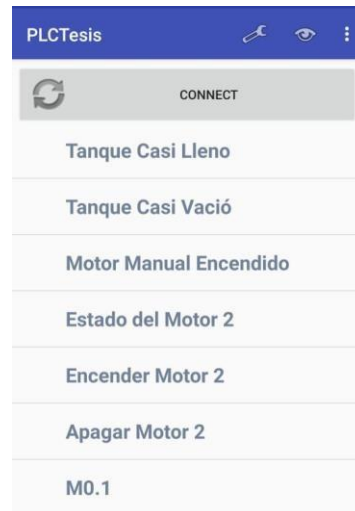 PLCTesis
CONNECT
Tanque Casi Lleno
Tanque Casi Vació
Motor Manual Encendido
Estado del Motor 2
Encender Motor 2
Apagar Motor 2
M0.1